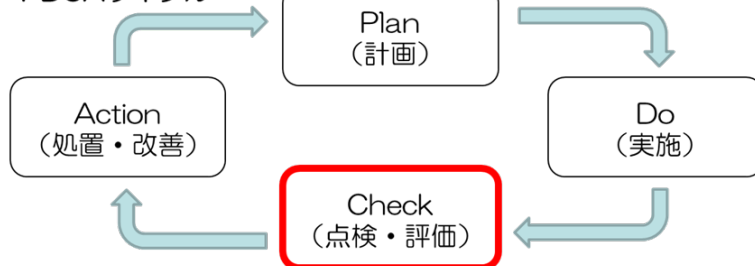 Plan
（計画）
Action
（処置・改善）
Do
（実施）
Check
（点検・評価）